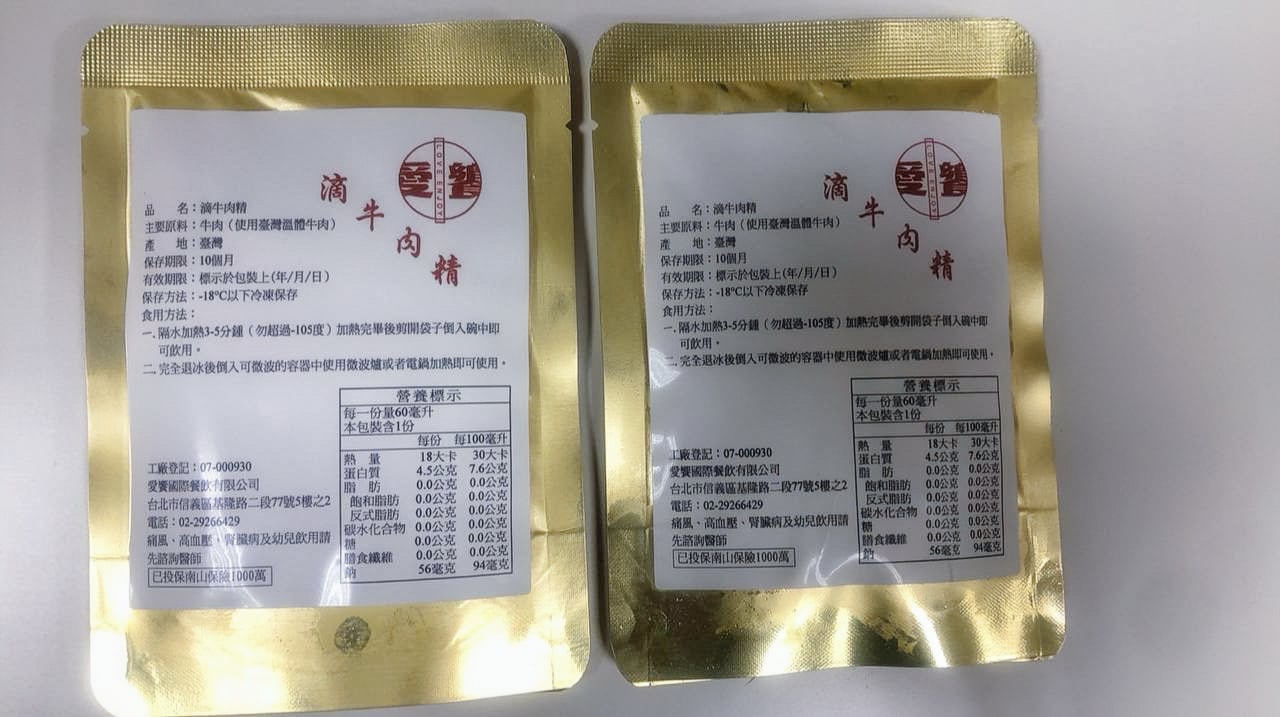 愛饗
LOVE ENJOY
滴牛肉精
品 名：滴牛肉精
主要原料：牛肉（使用臺灣溫體牛肉）
產 地：臺灣
保存期限：10個月
有效期限：標示於包裝上(年/月/日)
保存方法：-18°C以下冷凍保存
食用方法：
一. 隔水加熱3-5分鍾（勿超過-105度）加熱完畢後剪開袋子倒入碗中即
可飲用。
二. 完全退冰後倒入可微波的容器中使用微波爐或者電鍋加熱即可使用。
營養標示
每一份量60毫升
本包裝含1份
每份 每100毫升
熱 量 18大卡 30大卡
蛋白質 4.5公克 7.6公克
脂 肪 0.0公克 0.0公克
飽和脂肪 0.0公克 0.0公克
反式脂肪 0.0公克 0.0公克
碳水化合物 0.0公克 0.0公克
糖 0.0公克 0.0公克
膳食纖維 0.0公克 0.0公克
鈉 56毫克 94毫克
工廠登記：07-000930
愛饗國際餐飲有限公司
台北市信義區基隆路二段77號5樓之2
電話：02-29266429
痛風、高血壓、腎臟病及幼兒飲用請
先諮詢醫師
已投保南山保險1000萬
愛饗
LOVE ENJOY
滴牛肉精
品 名：滴牛肉精
主要原料：牛肉（使用臺灣溫體牛肉）
產 地：臺灣
保存期限：10個月
有效期限：標示於包裝上(年/月/日)
保存方法：-18°C以下冷凍保存
食用方法：
一. 隔水加熱3-5分鍾（勿超過-105度）加熱完畢後剪開袋子倒入碗中即
可飲用。
二. 完全退冰後倒入可微波的容器中使用微波爐或者電鍋加熱即可使用。
營養標示
每一份量60毫升
本包裝含1份
每份 每100毫升
熱 量 18大卡 30大卡
蛋白質 4.5公克 7.6公克
脂 肪 0.0公克 0.0公克
飽和脂肪 0.0公克 0.0公克
反式脂肪 0.0公克 0.0公克
碳水化合物 0.0公克 0.0公克
糖 0.0公克 0.0公克
膳食纖維 0.0公克 0.0公克
鈉 56毫克 94毫克
工廠登記：07-000930
愛饗國際餐飲有限公司
台北市信義區基隆路二段77號5樓之2
電話：02-29266429
痛風、高血壓、腎臟病及幼兒飲用請
先諮詢醫師
已投保南山保險1000萬